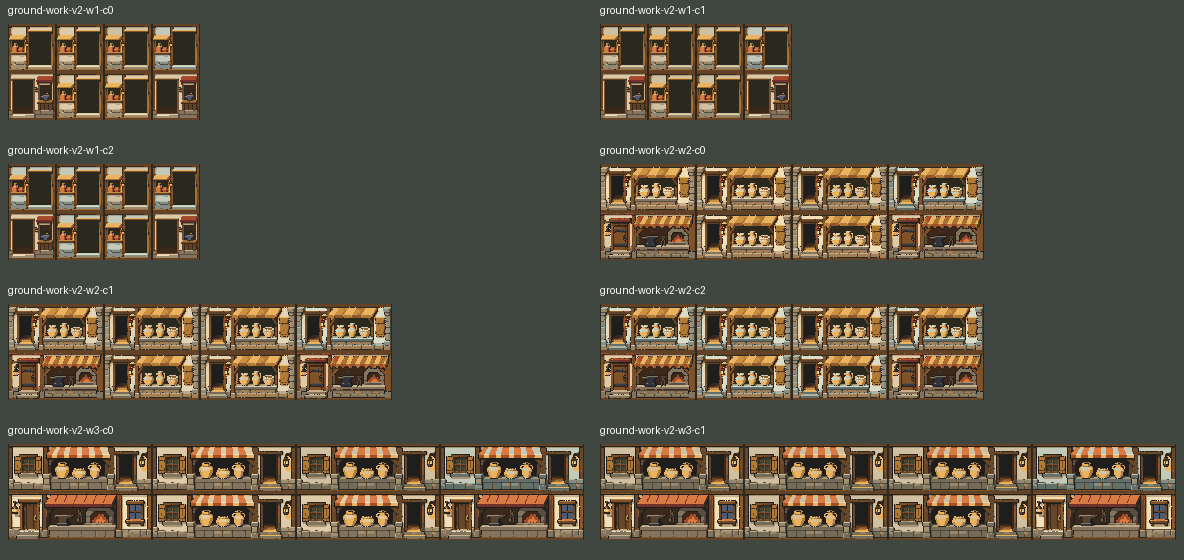 ground-work-v2-w1-c0
ground-work-v2-w1-c1
ground-work-v2-w1-c2
ground-work-v2-w2-c0
ground-work-v2-w2-c1
ground-work-v2-w2-c2
ground-work-v2-w3-c0
ground-work-v2-w3-c1